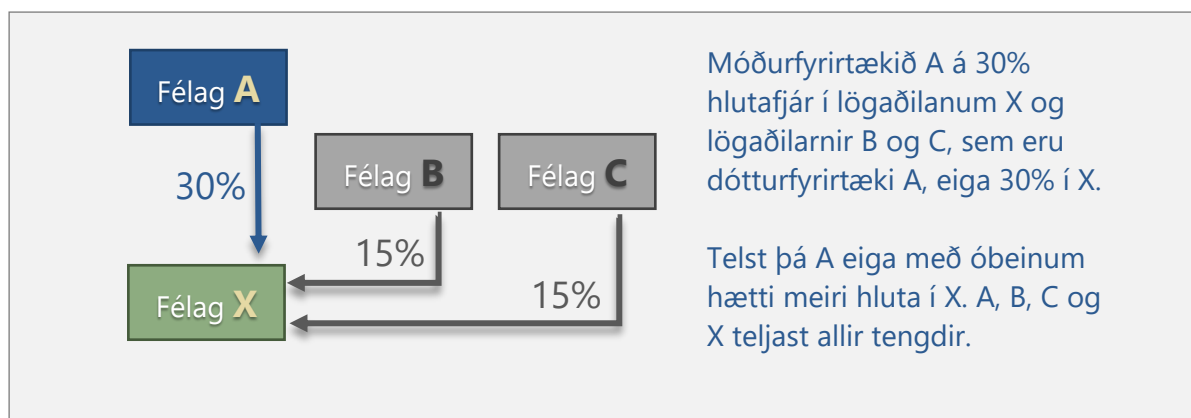 Félag A
30%
Félag B
Félag C
15%
15%
Félag X
Móðurfyrirtækið A á 30%
hlutafjár í lögaðilanum X og
lögaðilarnir B og C, sem eru
dótturfyrirtæki A, eiga 30% í X.
Telst þá A eiga með óbeinum
hætti meiri hluta í X. A, B, C og
X teljast allir tengdir.